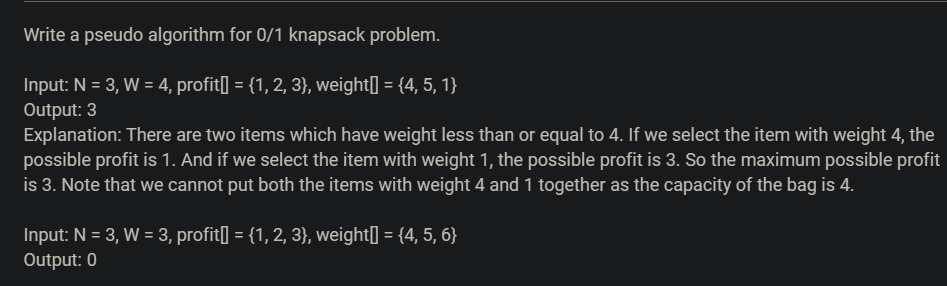 Write a pseudo algorithm for 0/1 knapsack problem.
Input: N = 3, W = 4, profit[] = {1, 2, 3}, weight[] = {4, 5, 1}
Output: 3
Explanation: There are two items which have weight less than or equal to 4. If we select the item with weight 4, the
possible profit is 1. And if we select the item with weight 1, the possible profit is 3. So the maximum possible profit
is 3. Note that we cannot put both the items with weight 4 and 1 together as the capacity of the bag is 4.
Input: N = 3, W = 3, profit[] = {1, 2, 3}, weight[] = {4, 5, 6}
Output: 0